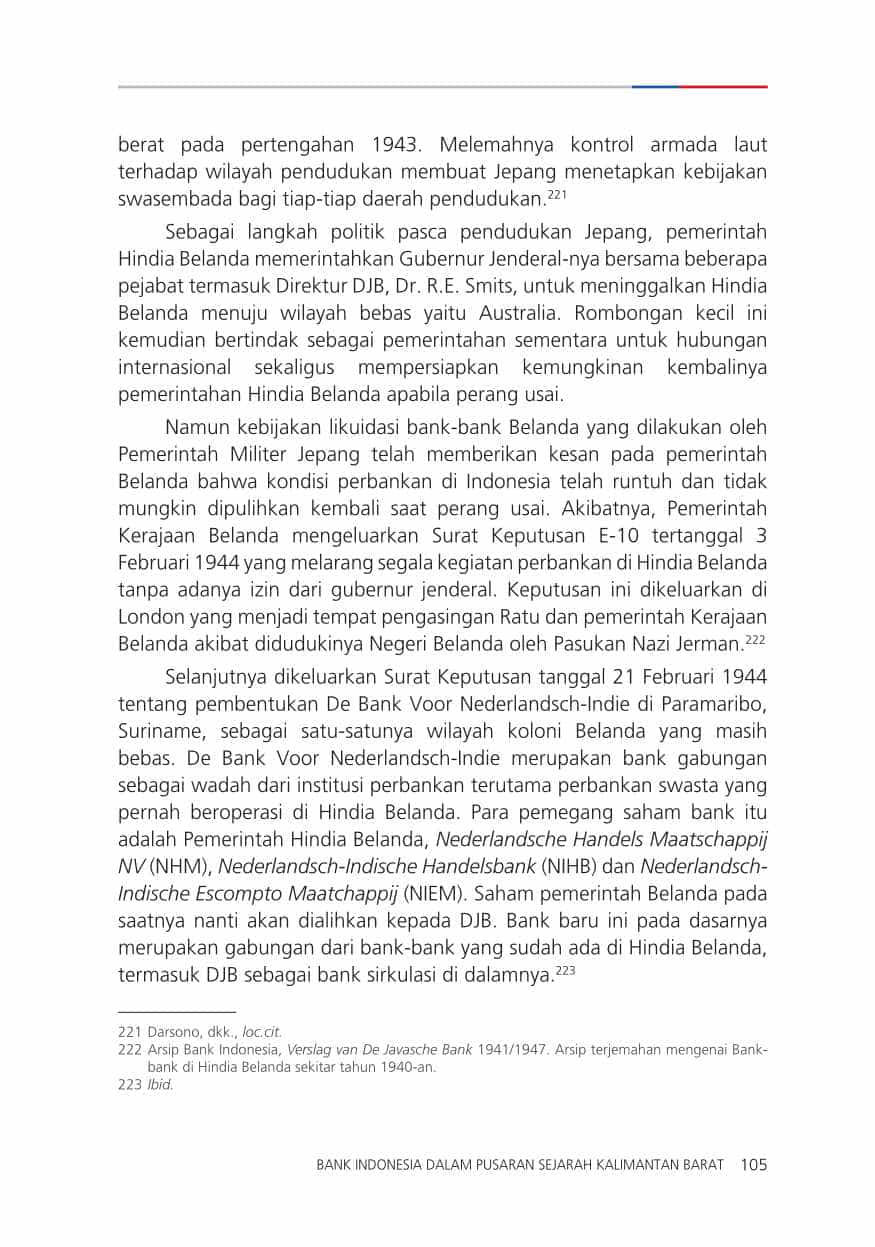 berat pada pertengahan 1943. Melemahnya kontrol armada laut
terhadap wilayah pendudukan membuat Jepang menetapkan kebijakan
swasembada bagi tiap-tiap daerah pendudukan.221
Sebagai langkah politik pasca pendudukan Jepang, pemerintah
Hindia Belanda memerintahkan Gubernur Jenderal-nya bersama beberapa
pejabat termasuk Direktur DJB, Dr. R.E. Smits, untuk meninggalkan Hindia
Belanda menuju wilayah bebas yaitu Australia. Rombongan kecil ini
kemudian bertindak sebagai pemerintahan sementara untuk hubungan
internasional sekaligus mempersiapkan kemungkinan kembalinya
pemerintahan Hindia Belanda apabila perang usai.
Namun kebijakan likuidasi bank-bank Belanda yang dilakukan oleh
Pemerintah Militer Jepang telah memberikan kesan pada pemerintah
Belanda bahwa kondisi perbankan di Indonesia telah runtuh dan tidak
mungkin dipulihkan kembali saat perang usai. Akibatnya, Pemerintah
Kerajaan Belanda mengeluarkan Surat Keputusan E-10 tertanggal 3
Februari 1944 yang melarang segala kegiatan perbankan di Hindia Belanda
tanpa adanya izin dari gubernur jenderal. Keputusan ini dikeluarkan di
London yang menjadi tempat pengasingan Ratu dan pemerintah Kerajaan
Belanda akibat didudukinya Negeri Belanda oleh Pasukan Nazi Jerman.222
Selanjutnya dikeluarkan Surat Keputusan tanggal 21 Februari 1944
tentang pembentukan De Bank Voor Nederlandsch-Indie di Paramaribo,
Suriname, sebagai satu-satunya wilayah koloni Belanda yang masih
bebas. De Bank Voor Nederlandsch-Indie merupakan bank gabungan
sebagai wadah dari institusi perbankan terutama perbankan swasta yang
pernah beroperasi di Hindia Belanda. Para pemegang saham bank itu
adalah Pemerintah Hindia Belanda, Nederlandsche Handels Maatschappij
NV (NHM), Nederlandsch-Indische Handelsbank (NIHB) dan Nederlandsch-
Indische Escompto Maatchappij (NIEM). Saham pemerintah Belanda pada
saatnya nanti akan dialihkan kepada DJB. Bank baru ini pada dasarnya
merupakan gabungan dari bank-bank yang sudah ada di Hindia Belanda,
termasuk DJB sebagai bank sirkulasi di dalamnya.223
221 Darsono, dkk., loc.cit.
222 Arsip Bank Indonesia, Verslag van De Javasche Bank 1941/1947. Arsip terjemahan mengenai Bank-
bank di Hindia Belanda sekitar tahun 1940-an.
223 Ibid.
BANK INDONESIA DALAM PUSARAN SEJARAH KALIMANTAN BARAT 105